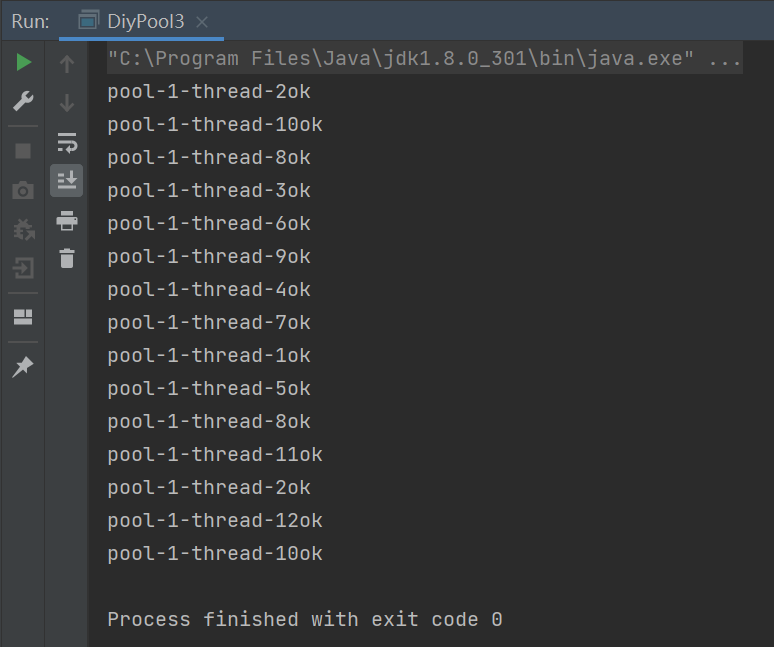 Run: DiyPool3
"C:\Program Files\Java\jdk1.8.0_301\bin\java.exe" ...
pool-1-thread-2ok
pool-1-thread-10ok
pool-1-thread-8ok
pool-1-thread-3ok
pool-1-thread-6ok
pool-1-thread-9ok
pool-1-thread-4ok
pool-1-thread-7ok
pool-1-thread-1ok
pool-1-thread-5ok
pool-1-thread-8ok
pool-1-thread-11ok
pool-1-thread-2ok
pool-1-thread-12ok
pool-1-thread-10ok
Process finished with exit code 0